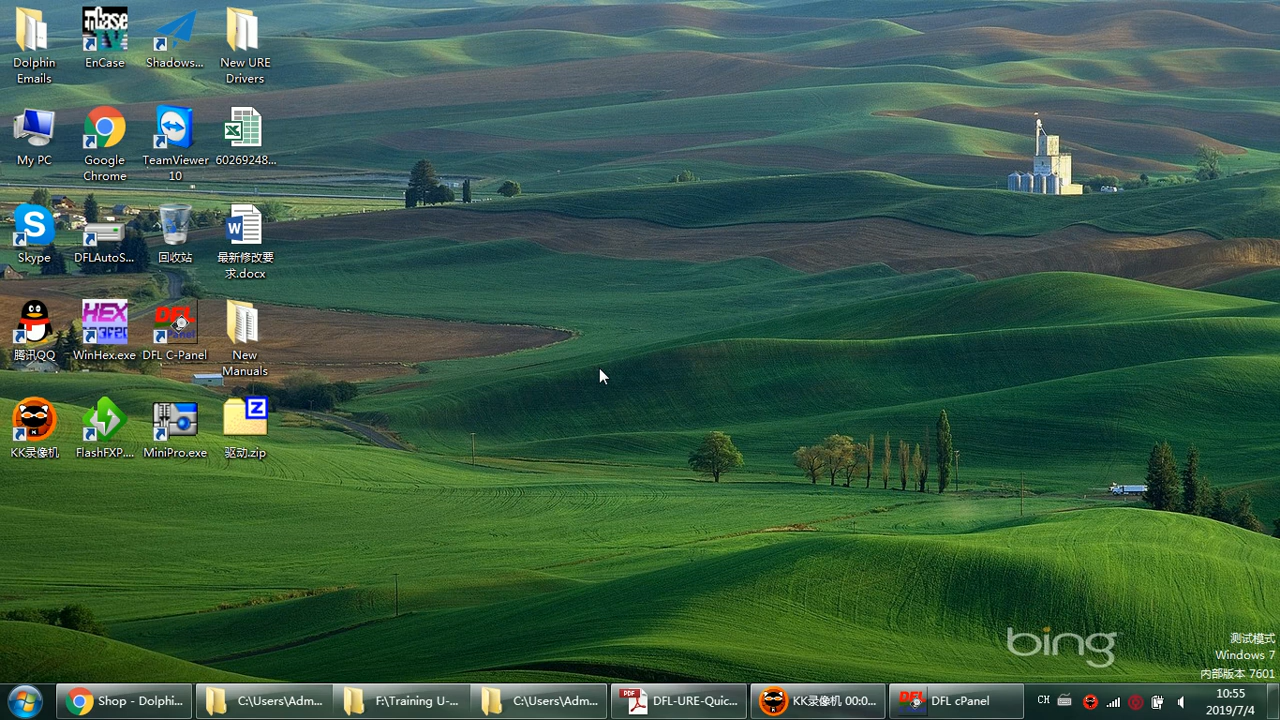 Dolphin
Emails
EnCase
Shadows...
New URE
Drivers
My PC
Google
Chrome
TeamViewer
10
60269248...
Skype
DFLAutoS...
回收站
最新修改要
求.docx
腾讯QQ
WinHex.exe
DFL C-Panel
New
Manuals
KK录像机
FlashFXP....
MiniPro.exe
驱动.zip
bing
测试模式
Windows 7
内部版本 7601
Shop - Dolphi...
C:\Users\Adm...
F:\Training U-...
C:\Users\Adm...
DFL-URE-Quic...
KK录像机 00:0...
DFL cPanel
CH
10:55
2019/7/4